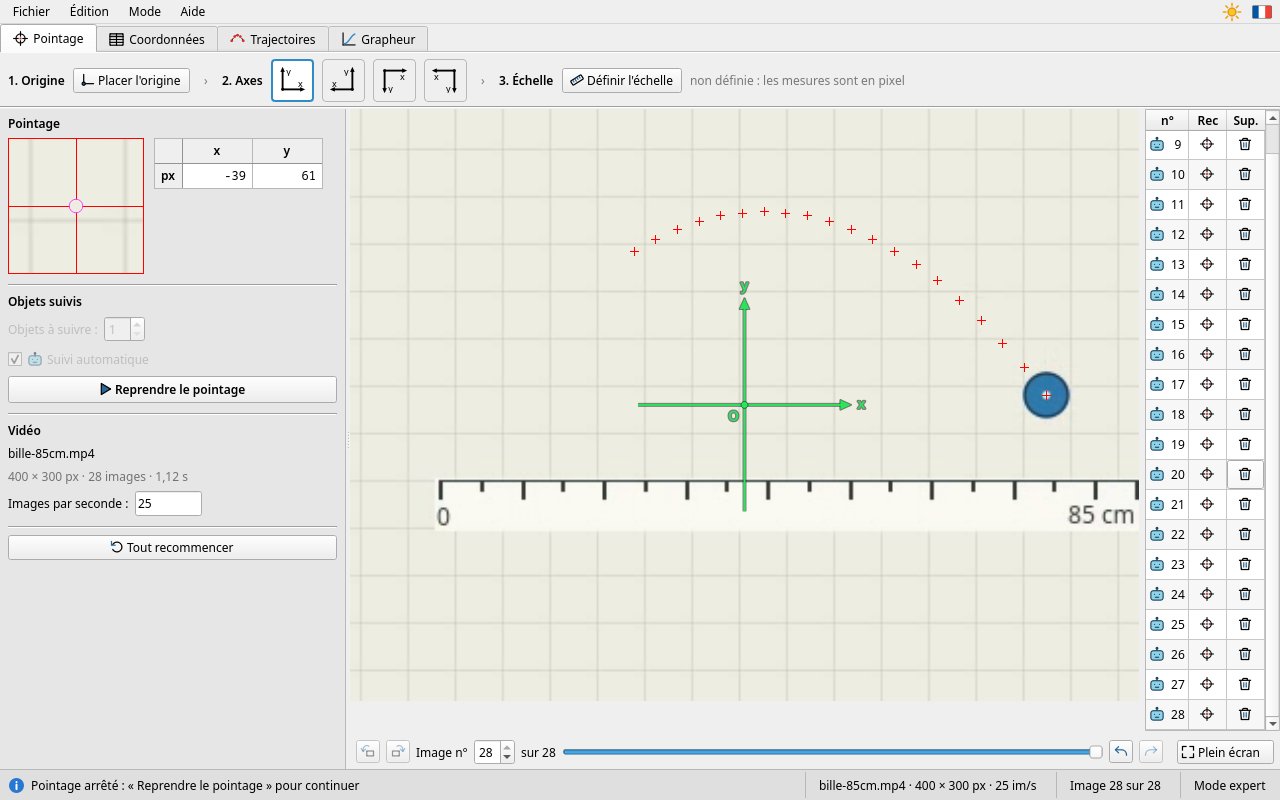 Fichier Édition Mode Aide
Pointage Coordonnées Trajectoires Grapheur
1. Origine Placer l'origine › 2. Axes y x y x x y x y › 3. Échelle Définir l'échelle non définie : les mesures sont en pixel
Pointage
x y
px -39 61
Objets suivis
Objets à suivre : 1
Suivi automatique
Reprendre le pointage
Vidéo
bille-85cm.mp4
400 × 300 px · 28 images · 1,12 s
Images par seconde : 25
Tout recommencer
y
x
O
0 85 cm
n° Rec Sup.
9
10
11
12
13
14
15
16
17
18
19
20
21
22
23
24
25
26
27
28
Image n° 28 sur 28 Plein écran
Pointage arrêté : « Reprendre le pointage » pour continuer bille-85cm.mp4 · 400 × 300 px · 25 im/s Image 28 sur 28 Mode expert